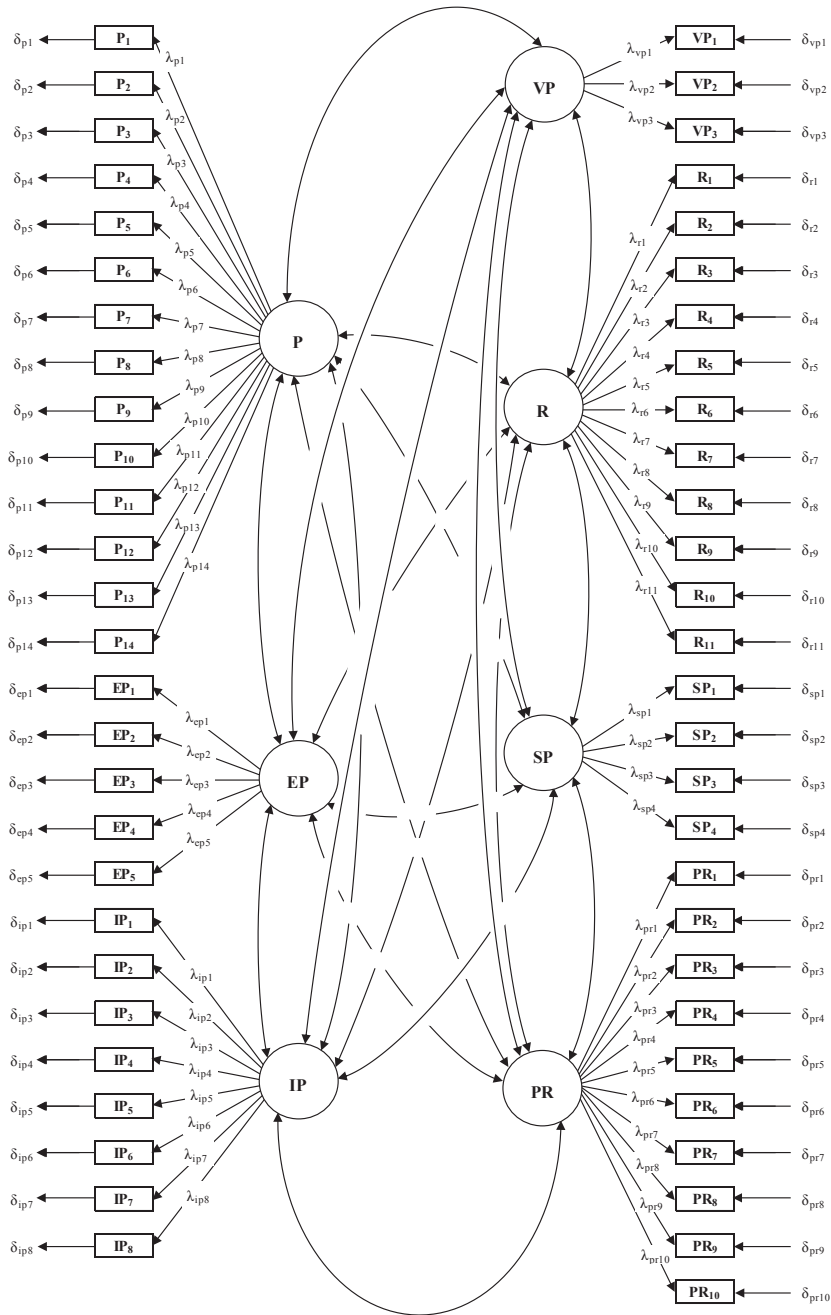 δp1 P1 λp1
δp2 P2 λp2
δp3 P3 λp3
δp4 P4 λp4
δp5 P5 λp5
δp6 P6 λp6
δp7 P7 λp7
δp8 P8 λp8
δp9 P9 λp9
δp10 P10 λp10
δp11 P11 λp11
δp12 P12 λp12
δp13 P13 λp13
δp14 P14 λp14
P
δep1 EP1 λep1
δep2 EP2 λep2
δep3 EP3 λep3
δep4 EP4 λep4
δep5 EP5 λep5
EP
δip1 IP1 λip1
δip2 IP2 λip2
δip3 IP3 λip3
δip4 IP4 λip4
δip5 IP5 λip5
δip6 IP6 λip6
δip7 IP7 λip7
δip8 IP8 λip8
IP
VP
λvp1 VP1 δvp1
λvp2 VP2 δvp2
λvp3 VP3 δvp3
R
λr1 R1 δr1
λr2 R2 δr2
λr3 R3 δr3
λr4 R4 δr4
λr5 R5 δr5
λr6 R6 δr6
λr7 R7 δr7
λr8 R8 δr8
λr9 R9 δr9
λr10 R10 δr10
λr11 R11 δr11
SP
λsp1 SP1 δsp1
λsp2 SP2 δsp2
λsp3 SP3 δsp3
λsp4 SP4 δsp4
PR
λpr1 PR1 δpr1
λpr2 PR2 δpr2
λpr3 PR3 δpr3
λpr4 PR4 δpr4
λpr5 PR5 δpr5
λpr6 PR6 δpr6
λpr7 PR7 δpr7
λpr8 PR8 δpr8
λpr9 PR9 δpr9
λpr10 PR10 δpr10